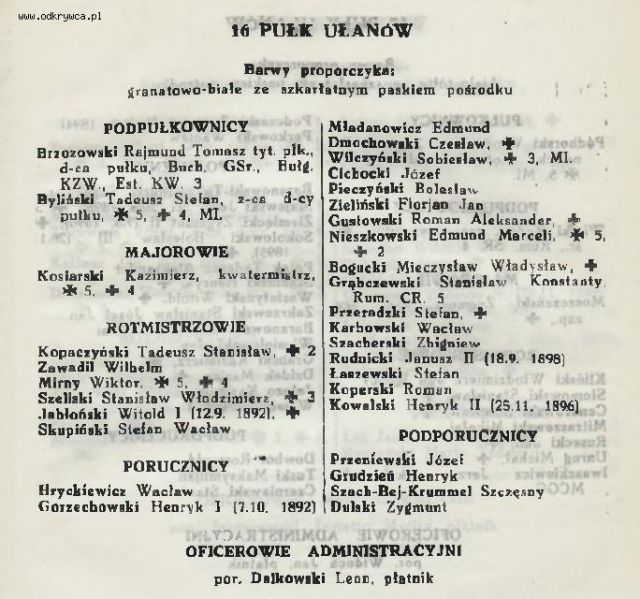 www.odkrywca.pl
16 PUŁK UŁANÓW
Barwy proporczyka:
granatowo-białe ze szkarłatnym paskiem pośrodku
PODPUŁKOWNICY
Brzozowski Rajmund Tomasz tyt. płk.,
d-ca pułku, Buch. GSr., Bułg.
KZW., Est. KW. 3
Byliński Tadeusz Stefan, z-ca d-cy
pułku, ✠ 5, ✚ 4, MI.
MAJOROWIE
Kosiarski Kazimierz, kwatermistrz,
✠ 5, ✚ 4
ROTMISTRZOWIE
Kopaczyński Tadeusz Stanisław, ✚ 2
Zawadil Wilhelm
Mirny Wiktor, ✠ 5, ✚ 4
Szeliski Stanisław Włodzimierz, ✚ 3
Jabłoński Witold I (12.9. 1892), ✚
Skupiński Stefan Wacław
PORUCZNICY
Hryckiewicz Wacław
Gorzechowski Henryk I (7.10. 1892)
Mładanowicz Edmund
Dmochowski Czesław, ✚
Wilczyński Sobiesław, ✚ 3, MI.
Cichocki Józef
Pieczyński Bolesław
Zieliński Florjan Jan
Gustowski Roman Aleksander, ✚
Nieszkowski Edmund Marceli, ✠ 5,
✚ 2
Bogucki Mieczysław Władysław, ✚
Grąbczewski Stanisław Konstanty,
Rum. CR. 5
Przeradzki Stefan, ✚
Karbowski Wacław
Szacherski Zbigniew
Rudnicki Janusz II (18.9. 1898)
Łaszewski Stefan
Koperski Roman
Kowalski Henryk II (25.11. 1896)
PODPORUCZNICY
Przeniewski Józef
Grudzień Henryk
Szach-Bej-Krummel Szczęsny
Dulski Zygmunt
OFICEROWIE ADMINISTRACYJNI
por. Dalkowski Leon, płatnik